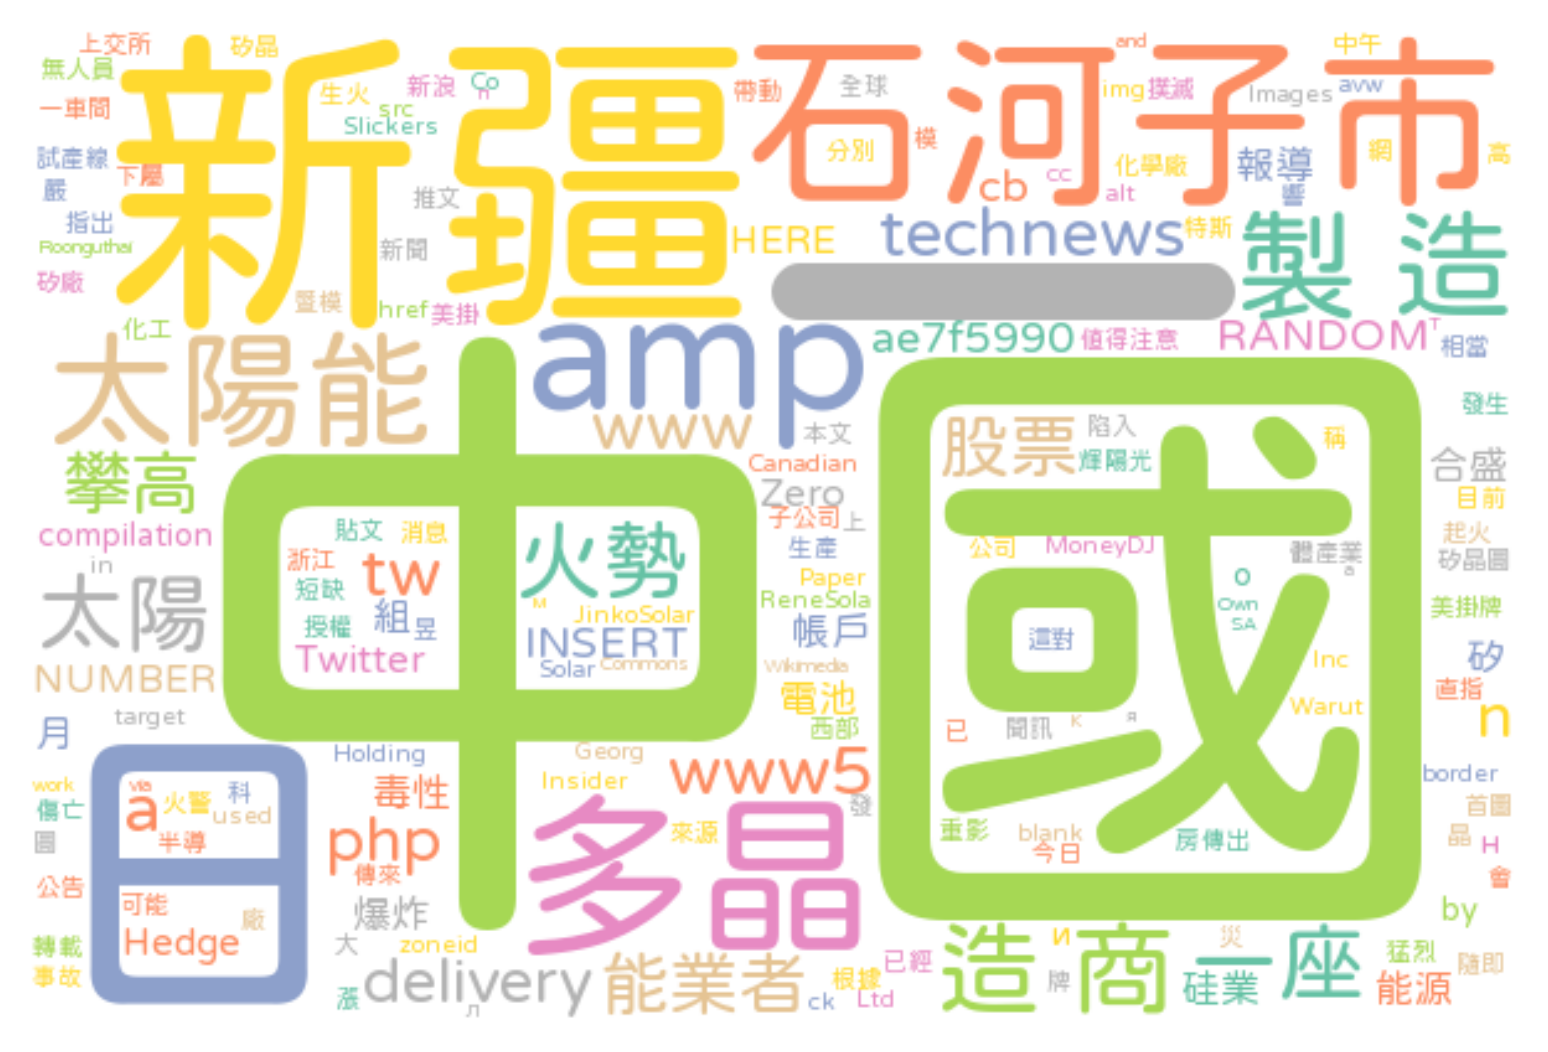 上交所 矽晶
無人員
一車間
試產線
嚴 下屬
指出
Roonguthai
矽廠
化工
新疆
生火 新浪 Co
n
src
Slickers
推文
新聞
暨模 href 美掛
石河子市
帶動 全球 and img 撲滅 Images 中午 avw
分別 模 化學廠 報導 網 高
cb cc alt 響
HERE technews 特斯 製造
一
ae7f5990 值得注意 RANDOM T 相當
太陽能 amp
www 本文
攀高
compilation
in
太陽
NUMBER
target
月
中國
貼文 消息 火勢
浙江 tw
短缺
授權 組 昱
Twitter
M
JinkoSolar
INSERT
Solar Commons
Canadian
Zero
子公司 上
生產
Paper
ReneSola
帳戶
Wikimedia
電池
西部
股票 陷入 稱
輝陽光
公司 MoneyDJ 體產業
a
o
Own
SA
這對
Inc
Warut
已 聞訊 K Я
重影 blank 房傳出
今日
發生
合盛
目前
起火
矽晶圓
美掛牌
矽
直指
n
border
首圖
晶 H
會
by
日
via
a 火警 科
used
半導
可能 廠
Hedge
work
傷亡
圓
公告
轉載
事故
Holding Georg
毒性 Insider www5
發
php 多晶 來源
傳來
爆炸
大 zoneid
漲 delivery 能業者 ck 根據 已經
Л Ltd
造商 И 牌 災 一座
硅業 猛烈
能源 隨即